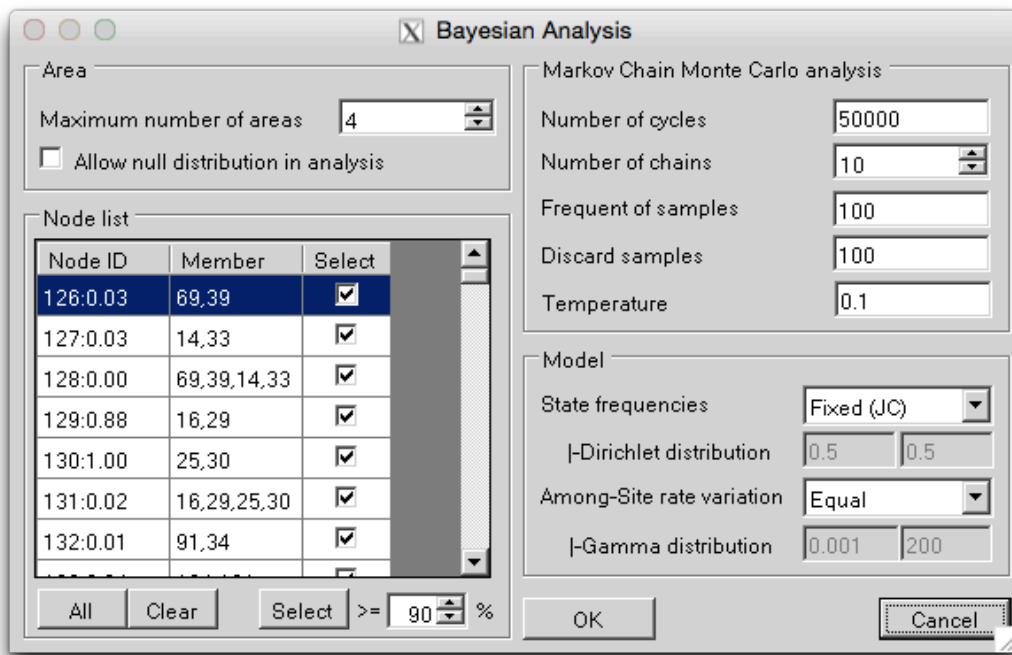 Bayesian Analysis
Area
Maximum number of areas 4
Allow null distribution in analysis
Node list
Node ID Member Select
126:0.03 69,39
127:0.03 14,33
128:0.00 69,39,14,33
129:0.88 16,29
130:1.00 25,30
131:0.02 16,29,25,30
132:0.01 91,34
All Clear Select >= 90 %
Markov Chain Monte Carlo analysis
Number of cycles 50000
Number of chains 10
Frequent of samples 100
Discard samples 100
Temperature 0.1
Model
State frequencies Fixed (JC)
|-Dirichlet distribution 0.5 0.5
Among-Site rate variation Equal
|-Gamma distribution 0.001 200
OK Cancel